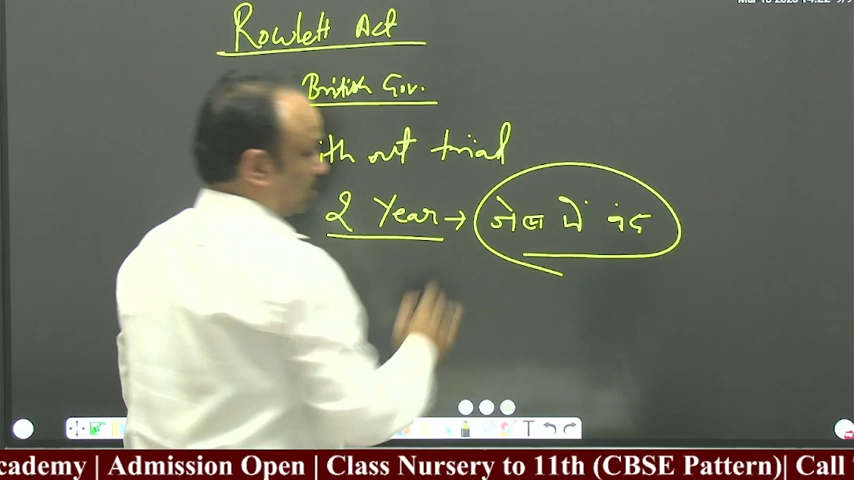 Rowlett Act
British Gov.
ith out trial
2 Year → जेल में बंद
cademy | Admission Open | Class Nursery to 11th (CBSE Pattern)| Call